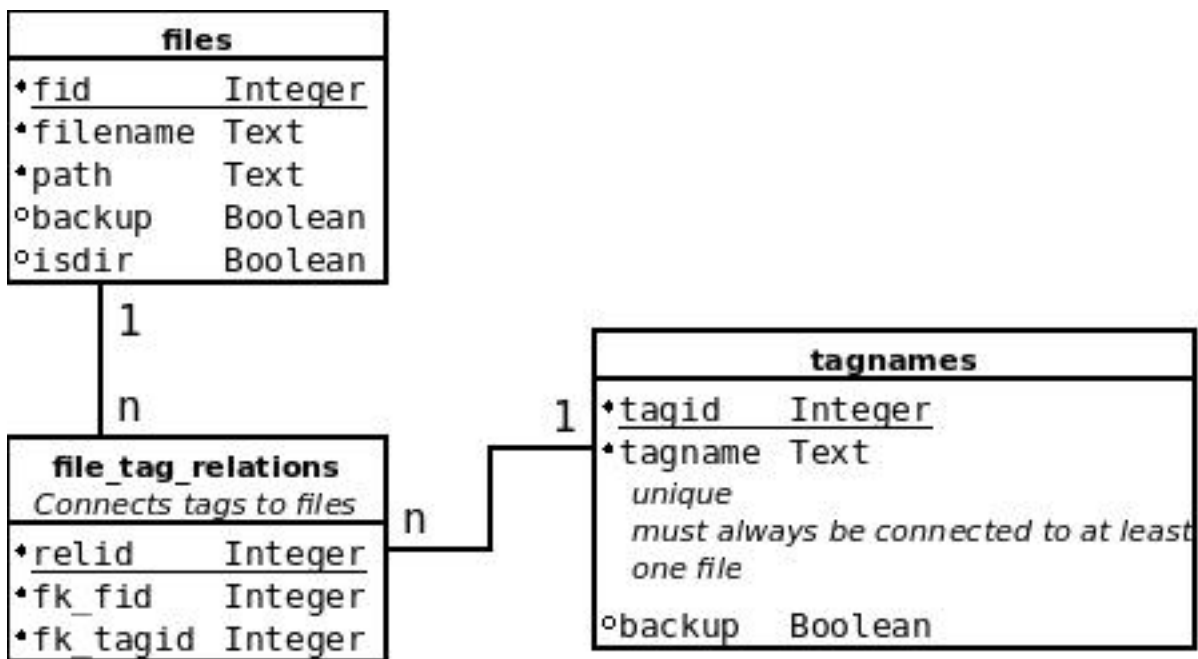 files
fid Integer
filename Text
path Text
backup Boolean
isdir Boolean
1
n
file_tag_relations
Connects tags to files
relid Integer
fk_fid Integer
fk_tagid Integer
n
1
tagnames
tagid Integer
tagname Text
unique
must always be connected to at least
one file
backup Boolean